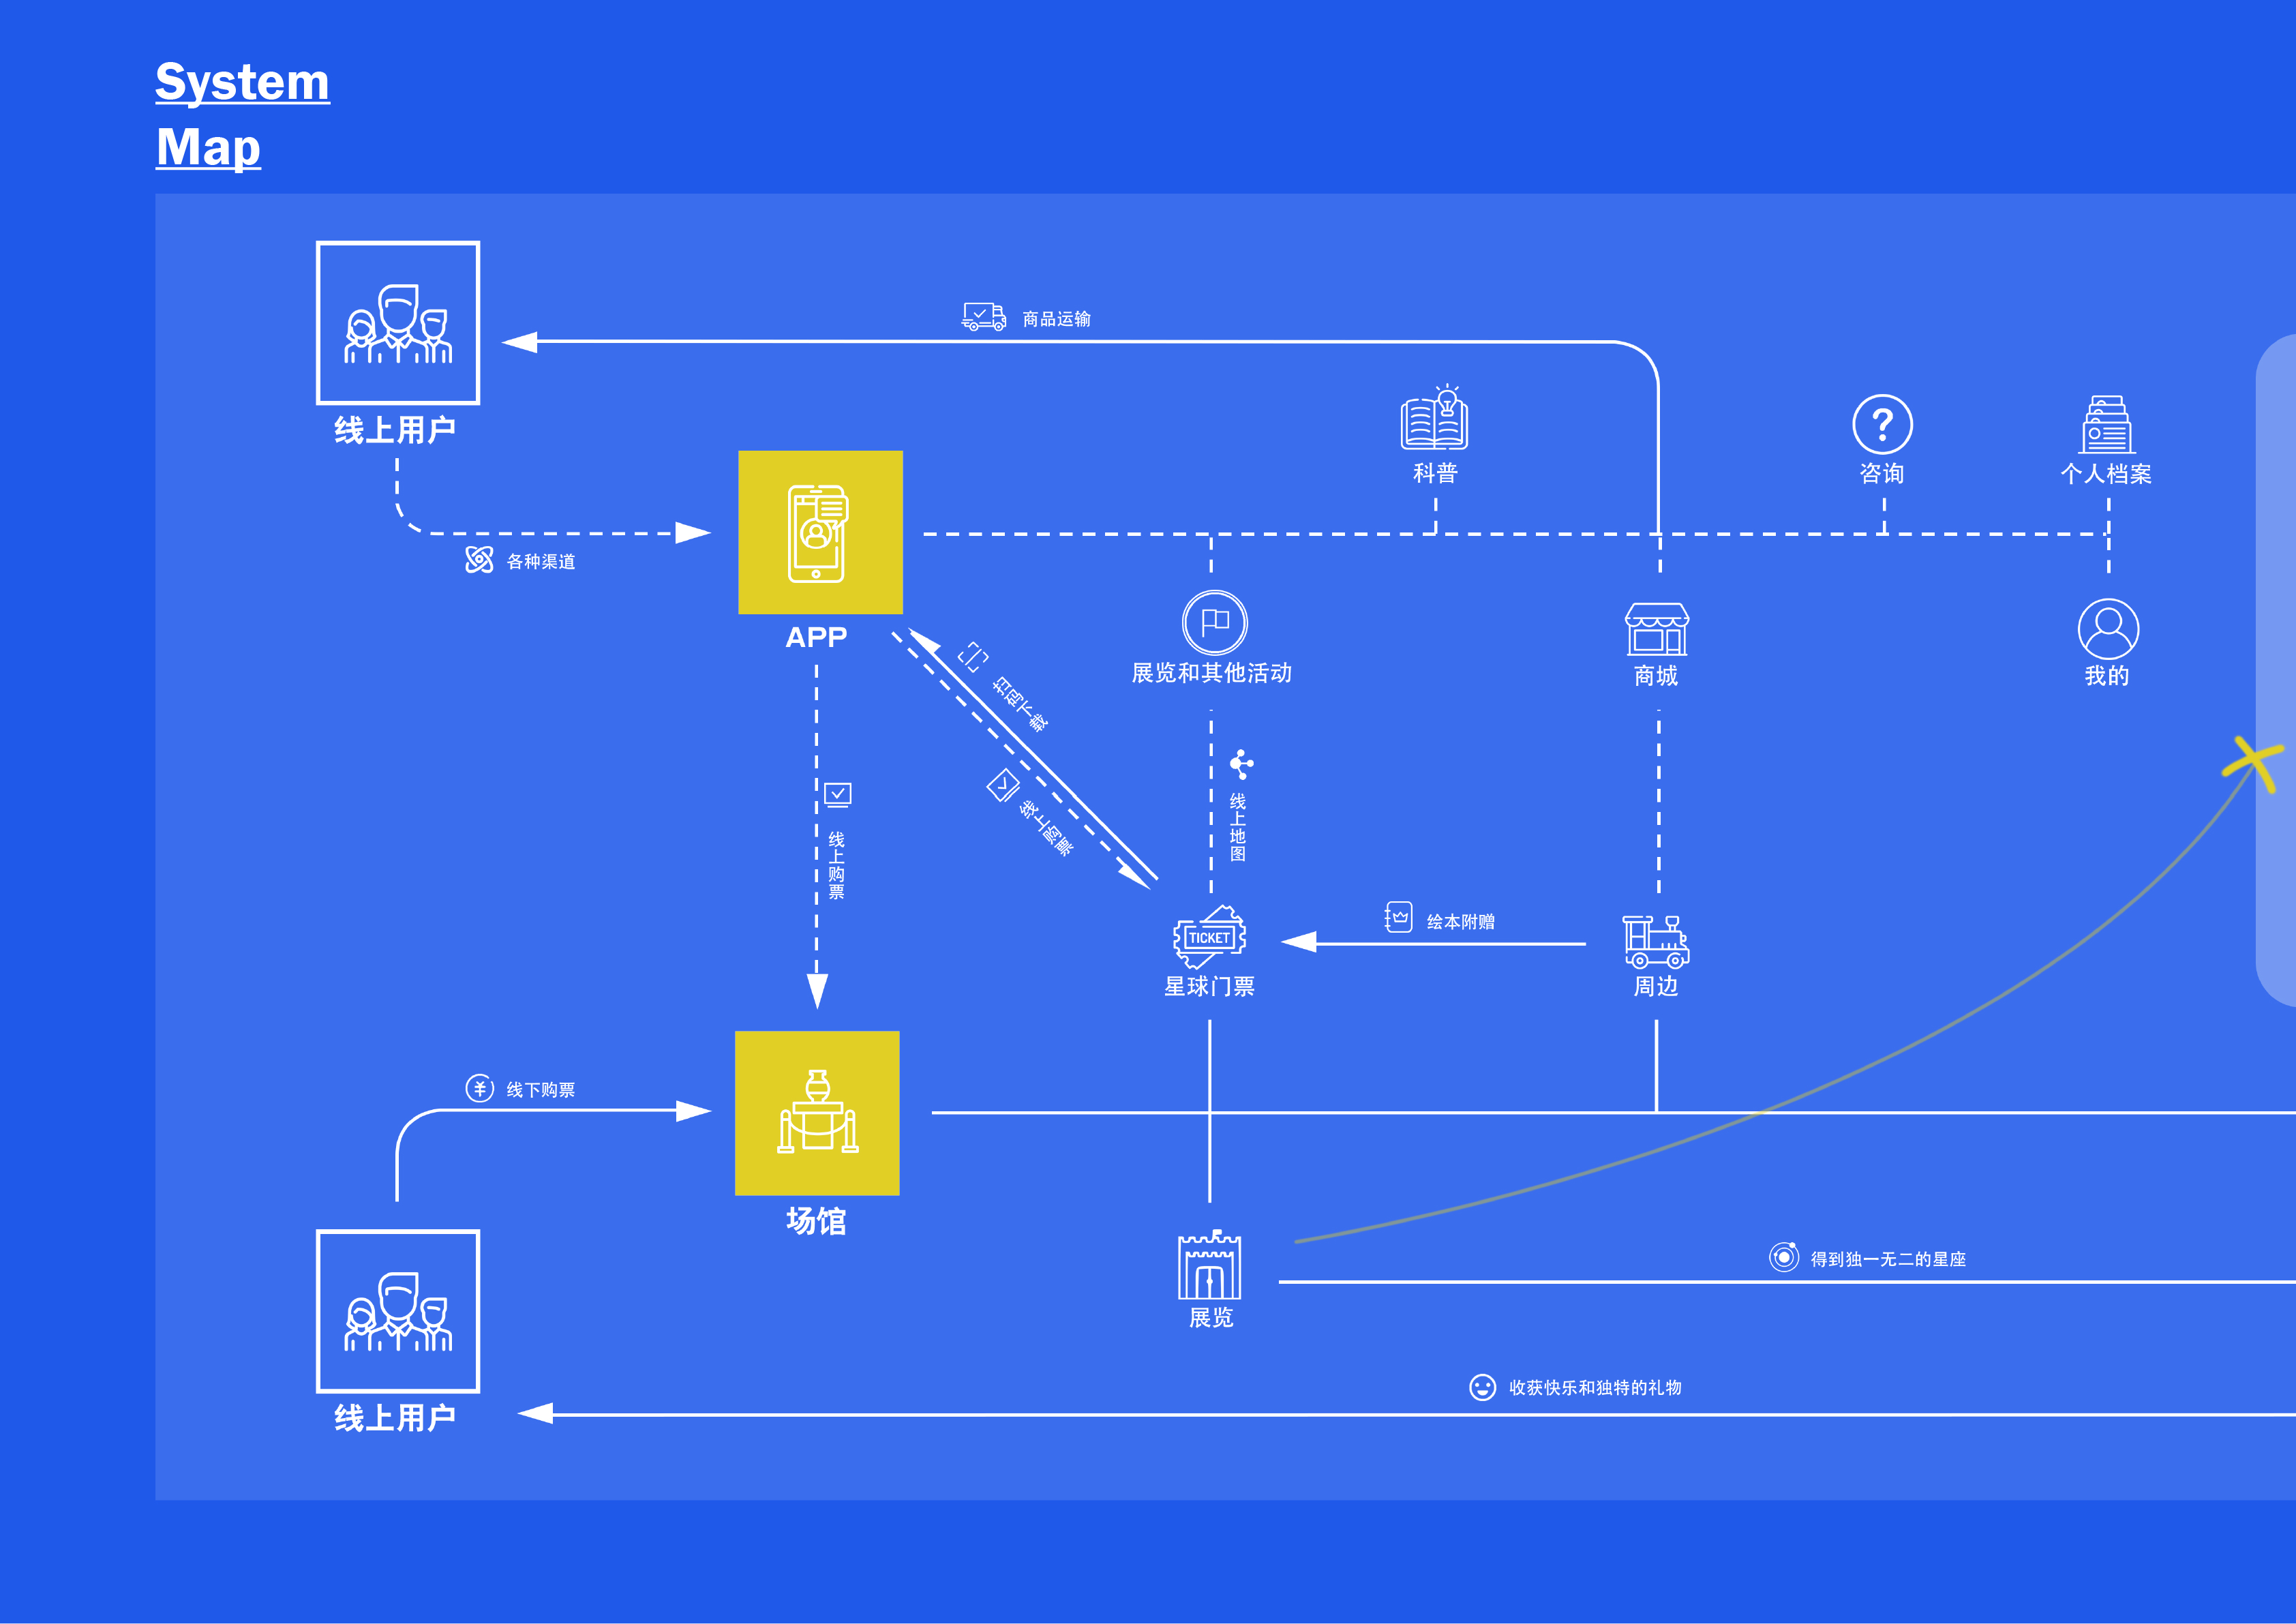 System
Map
商品运输
线上用户
科普
咨询
个人档案
各种渠道
APP
展览和其他活动
商城
我的
扫码下载
线上购票
线上购票
线上地图
绘本附赠
TICKET
星球门票
周边
线下购票
场馆
得到独一无二的星座
展览
收获快乐和独特的礼物
线上用户